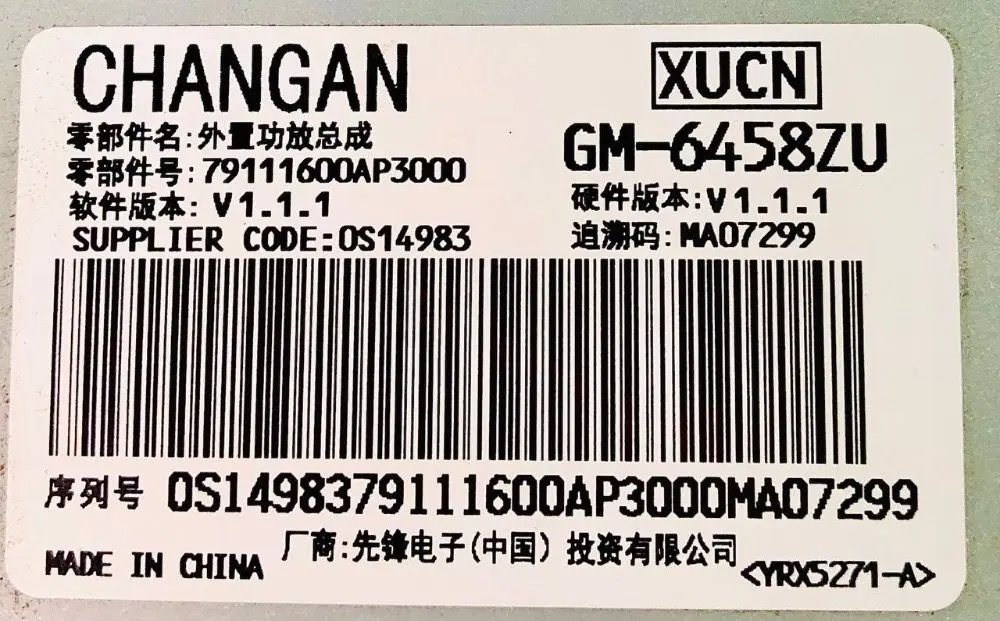 CHANGAN
XUCN
零部件名:外置功放总成
GM-6458ZU
零部件号:79111600AP3000
软件版本: V1.1.1
硬件版本:V1.1.1
SUPPLIER CODE:OS14983
追溯码:MA07299
序列号 OS1498379111600AP3000MA07299
厂商:先锋电子(中国) 投资有限公司
MADE IN CHINA
<YRX5271-A>